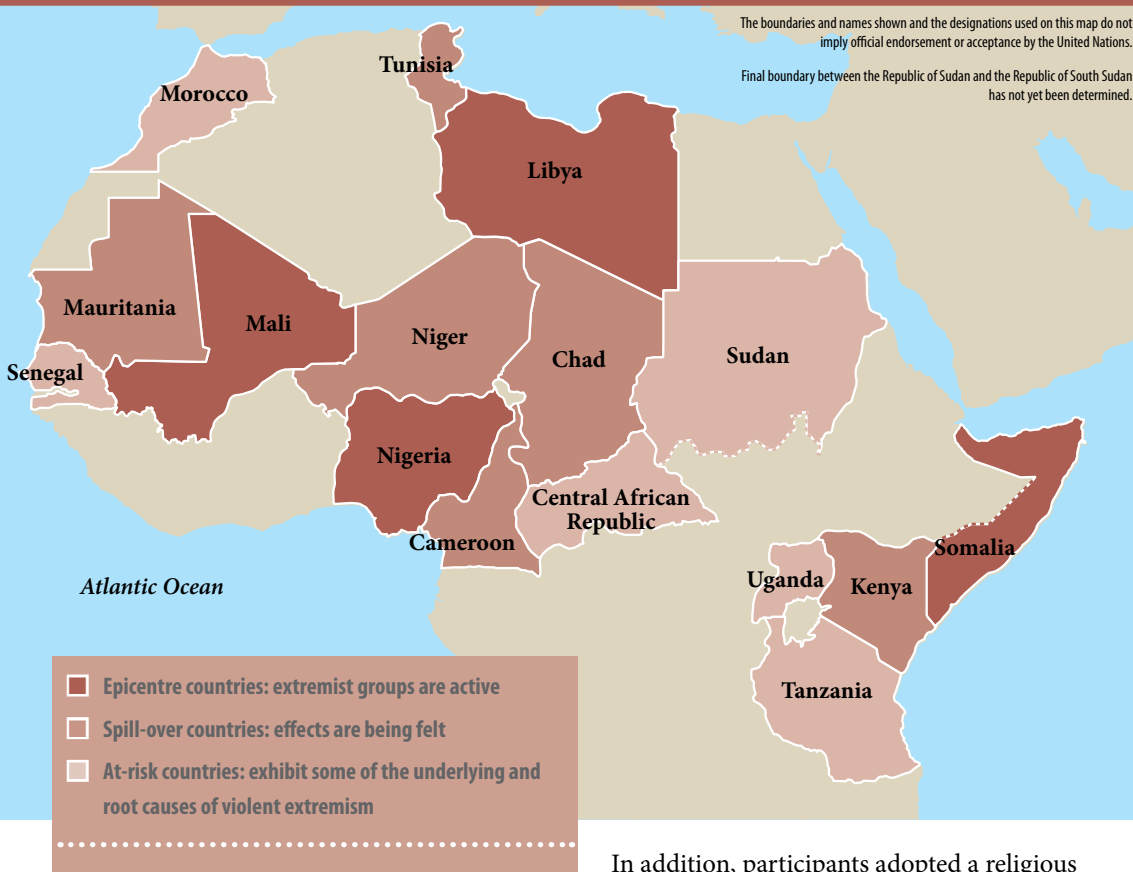 The boundaries and names shown and the designations used on this map do not
imply official endorsement or acceptance by the United Nations.
Final boundary between the Republic of Sudan and the Republic of South Sudan
has not yet been determined.
Tunisia
Morocco
Libya
Mauritania
Mali
Niger
Chad
Sudan
Senegal
Nigeria
Central African
Republic
Cameroon
Somalia
Atlantic Ocean
Uganda
Kenya
Tanzania
Epicentre countries: extremist groups are active
Spill-over countries: effects are being felt
At-risk countries: exhibit some of the underlying and
root causes of violent extremism
In addition, participants adopted a religious